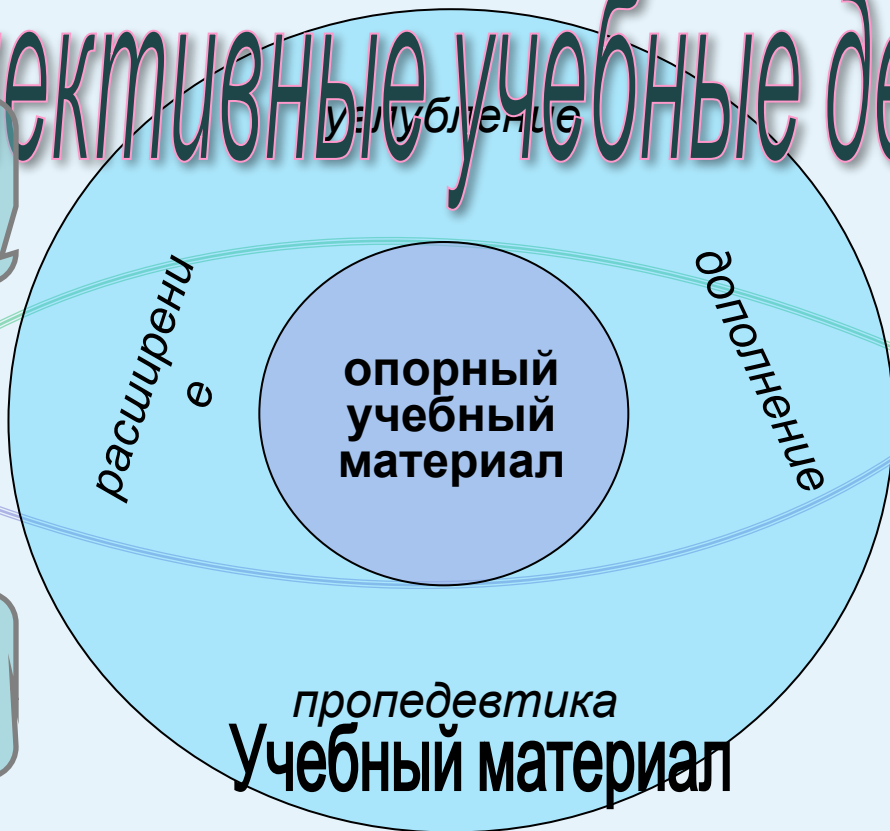 ективные учебные де
углубление
расширени
е
дополнение
опорный
учебный
материал
пропедевтика
Учебный материал